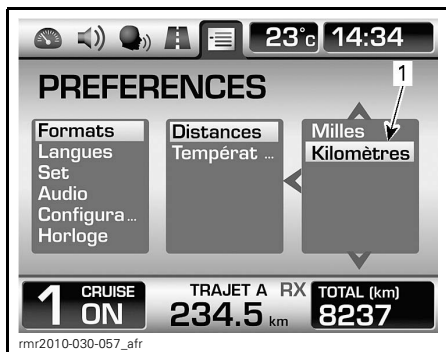 23°c 14:34
1
PREFERENCES
Formats
Langues
Set
Audio
Configura ...
Horloge
Distances
Températ ...
Milles
Kilomètres
1 CRUISE ON
TRAJET A RX
234.5 km
TOTAL (km)
8237
rmr2010-030-057_afr